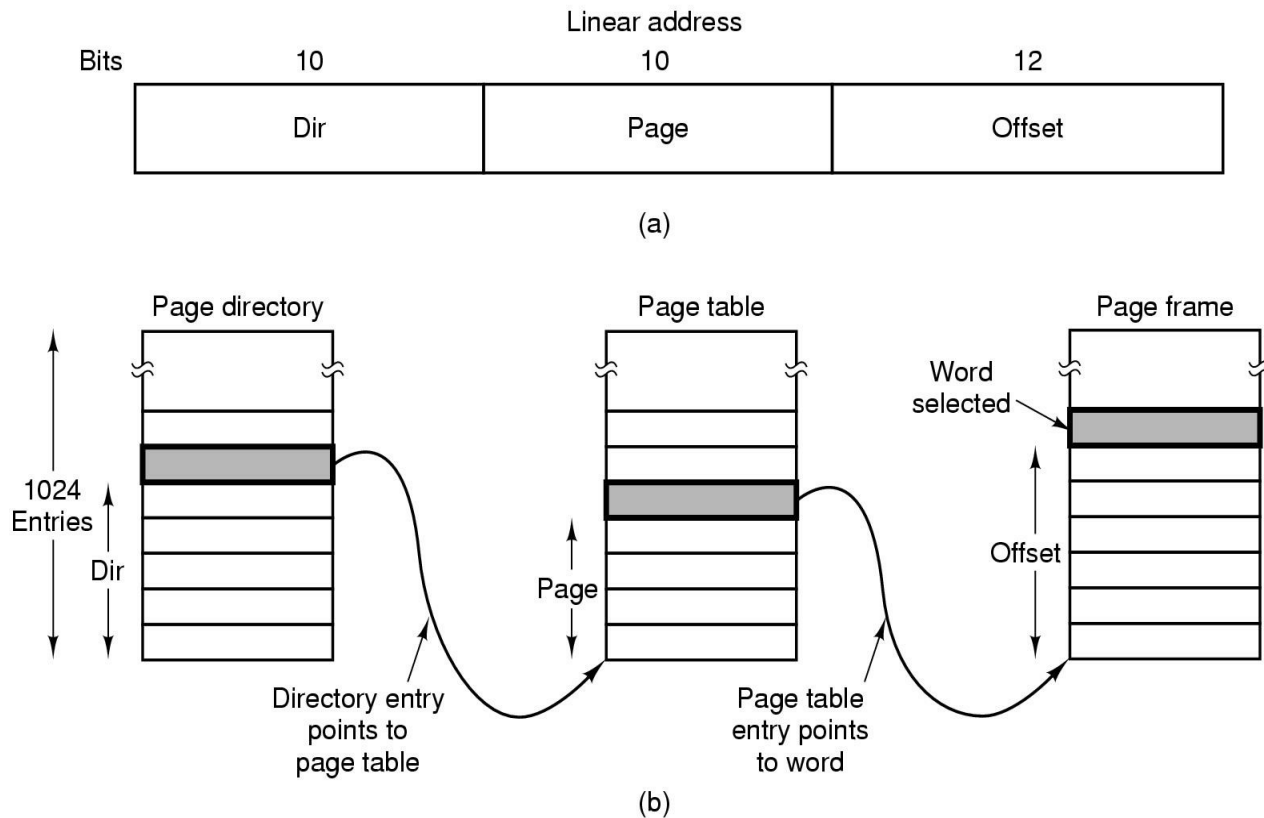 Linear address
Bits 10 10 12
Dir Page Offset
(a)
Page directory Page table Page frame
Word
selected
1024
Entries
Dir
Page
Offset
Directory entry
points to
page table
Page table
entry points
to word
(b)